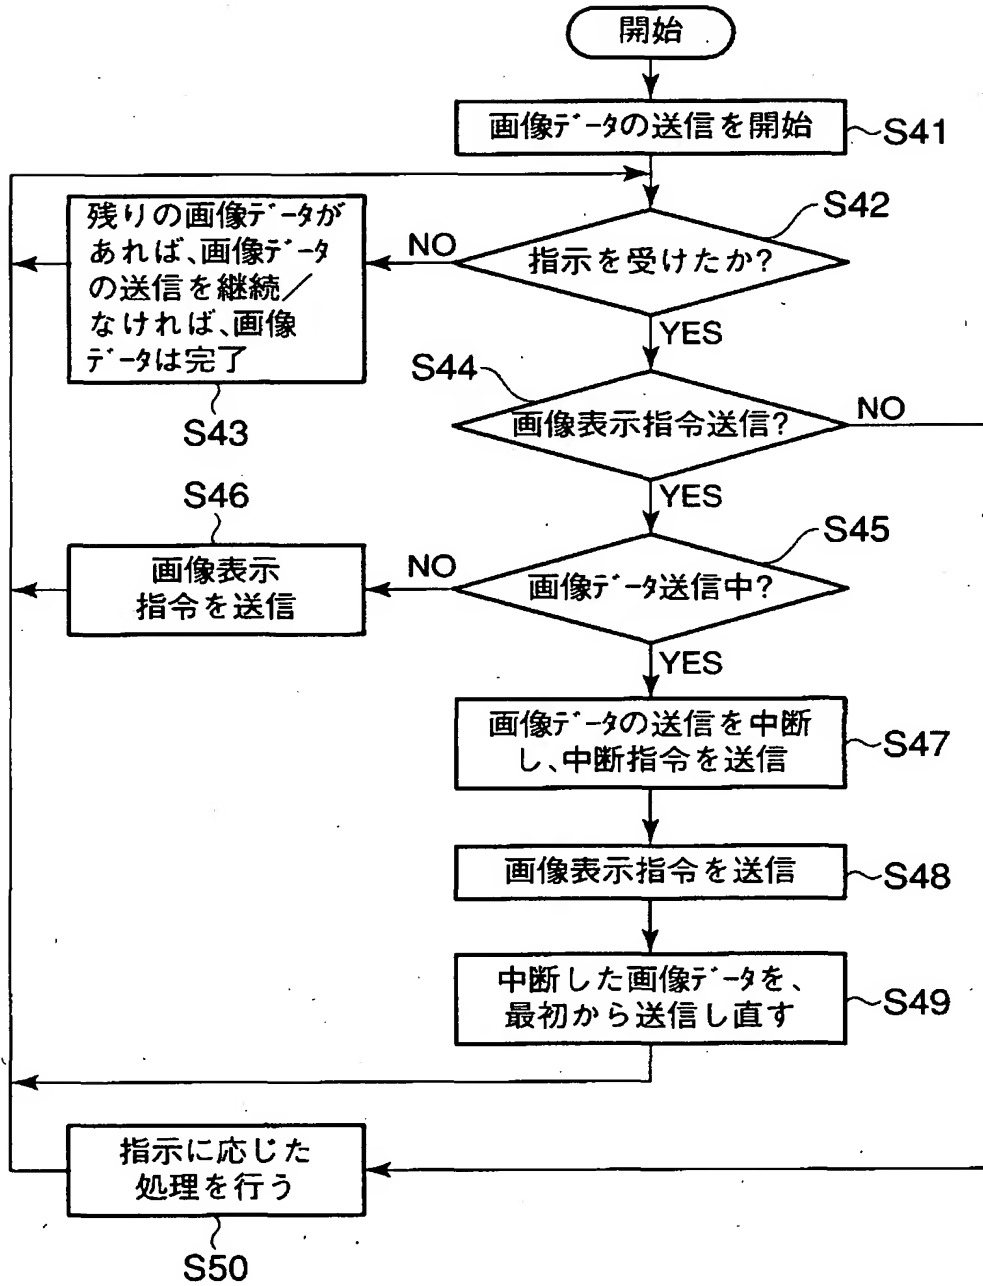 開始
画像データの送信を開始
S41
S42
指示を受けたか?
NO
YES
残りの画像データが
あれば、画像データ
の送信を継続/
なければ、画像
データは完了
S43
S44
画像表示指令送信?
NO
YES
S45
画像データ送信中?
NO
YES
S46
画像表示
指令を送信
画像データの送信を中断
し、中断指令を送信
S47
画像表示指令を送信
S48
中断した画像データを、
最初から送信し直す
S49
指示に応じた
処理を行う
S50